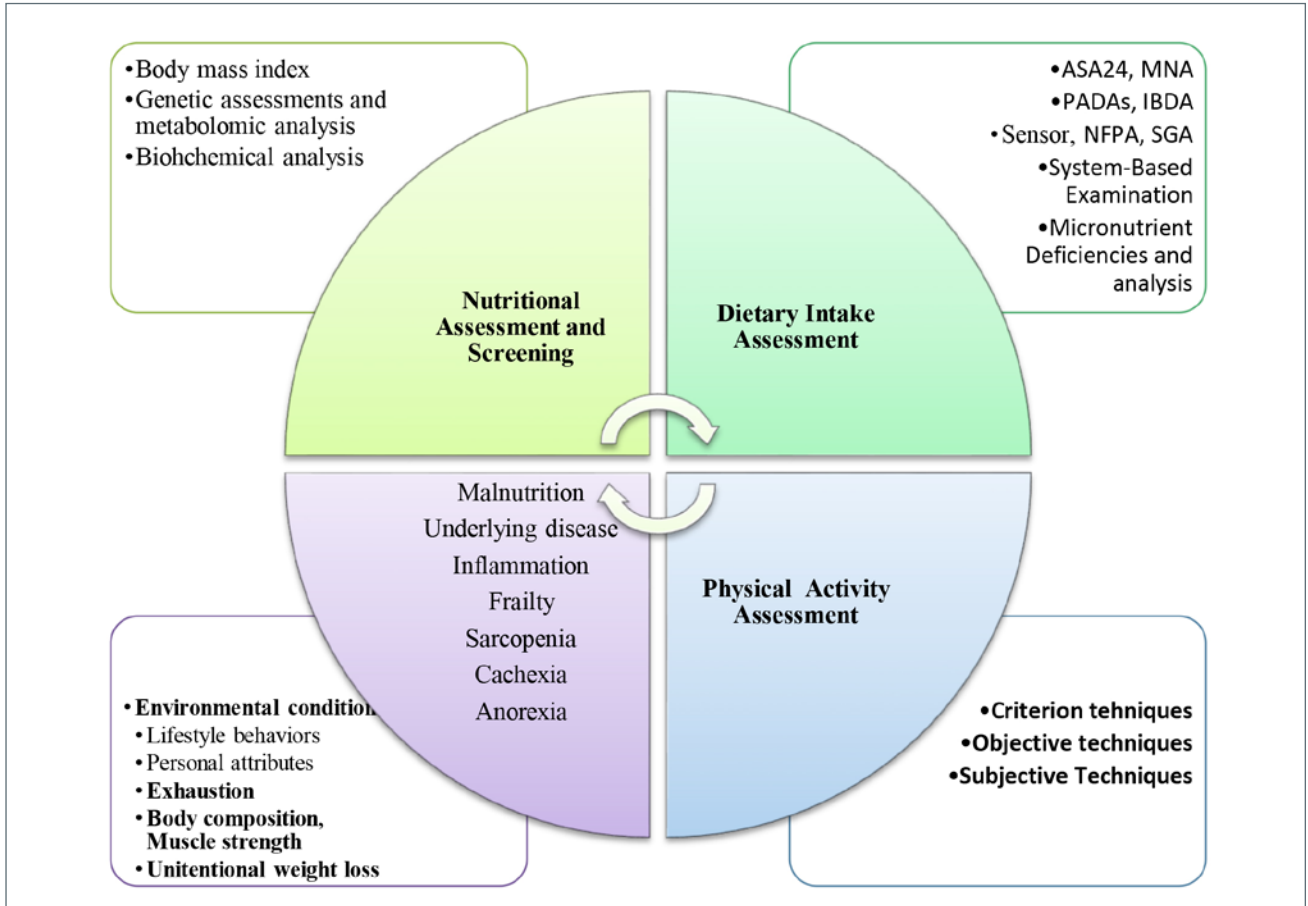 •Body mass index
•Genetic assessments and
metabolomic analysis
•Biohchemical analysis
•ASA24, MNA
•PADAs, IBDA
•Sensor, NFPA, SGA
•System-Based
Examination
•Micronutrient
Deficiencies and
analysis
Nutritional
Assessment and
Screening
Dietary Intake
Assessment
Malnutrition
Underlying disease
Inflammation
Frailty
Sarcopenia
Cachexia
Anorexia
Physical Activity
Assessment
•Environmental condition
•Lifestyle behaviors
•Personal attributes
•Exhaustion
•Body composition,
Muscle strength
•Unitentional weight loss
•Criterion tehniques
•Objective techniques
•Subjective Techniques